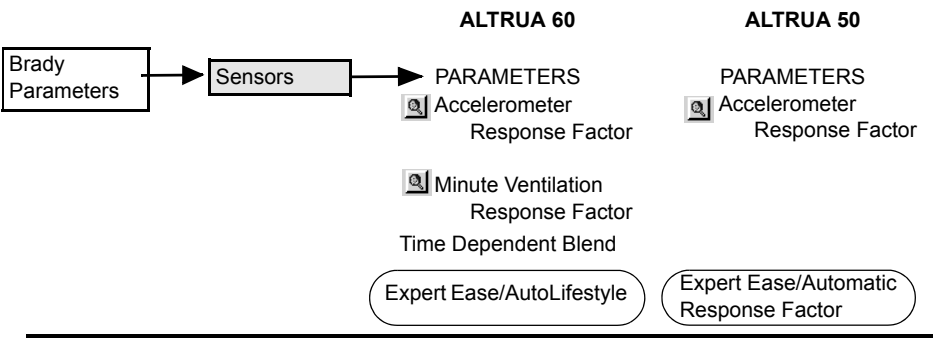 ALTRUA 60
ALTRUA 50
Brady
Parameters
Sensors
PARAMETERS
Accelerometer
Response Factor
Minute Ventilation
Response Factor
Time Dependent Blend
Expert Ease/AutoLifestyle
PARAMETERS
Accelerometer
Response Factor
Expert Ease/Automatic
Response Factor